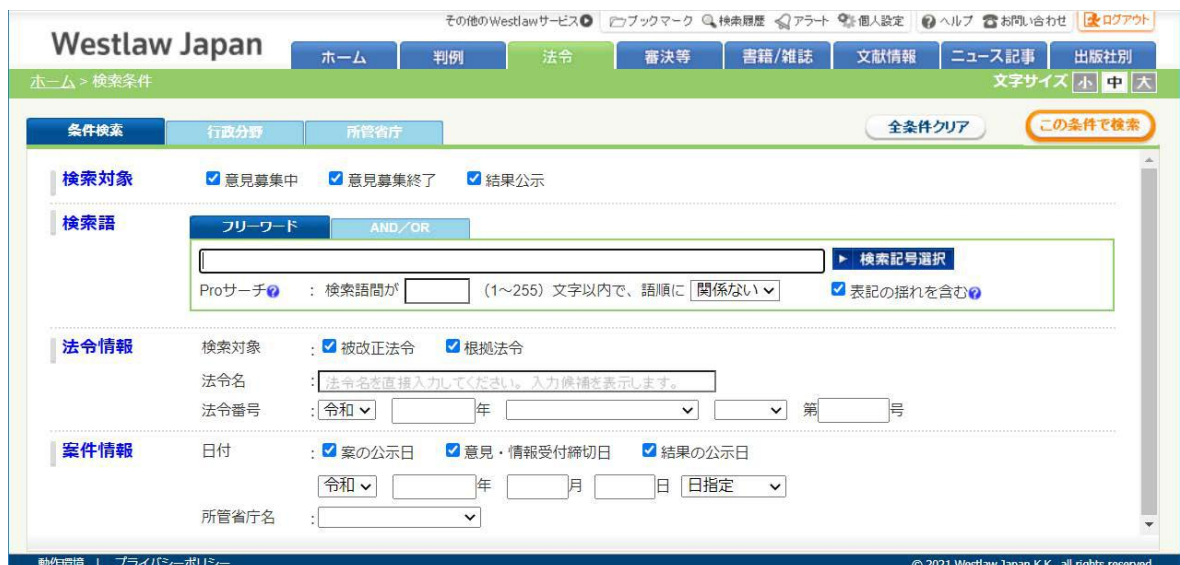 その他のWestlawサービス ブックマーク 検索履歴 アラート 個人設定 ヘルプ お問い合わせ ログアウト
Westlaw Japan
ホーム 判例 法令 審決等 書籍/雑誌 文献情報 ニュース記事 出版社別
ホーム > 検索条件 文字サイズ 小 中 大
条件検索 行政分野 所管省庁 全条件クリア この条件で検索
検索対象 意見募集中 意見募集終了 結果公示
検索語 フリーワード AND/OR
検索記号選択
Proサーチ? : 検索語間が (1~255) 文字以内で、語順に 関係ない 表記の揺れを含む?
法令情報 検索対象 : 被改正法令 根拠法令
法令名 : 法令名を直接入力してください。入力候補を表示します。
法令番号 : 令和 年 第 号
案件情報 日付 : 案の公示日 意見・情報受付締切日 結果の公示日
令和 年 月 日 日指定
所管省庁名 :
動作環境 | プライバシーポリシー © 2021 Westlaw Japan K.K. all rights reserved.